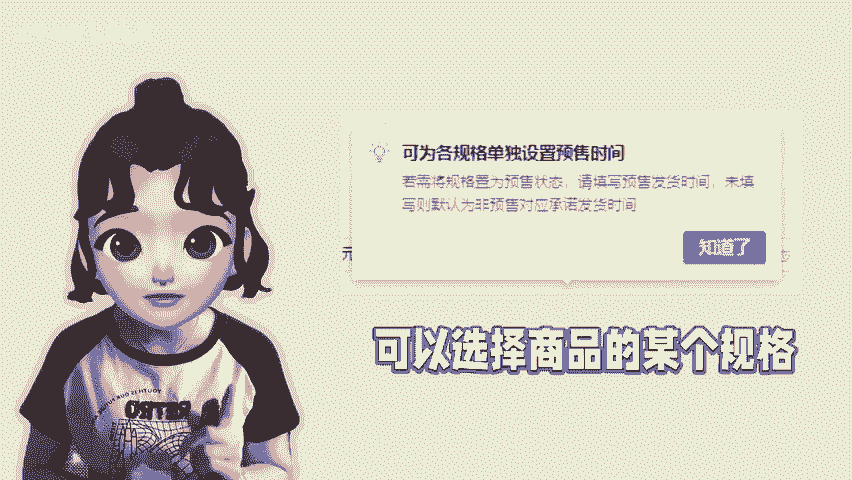 可为各规格单独设置预售时间
若需将规格置为预售状态，请填写预售发货时间，未填
写则默认为非预售对应承诺发货时间
知道了
可以选择商品的某个规格